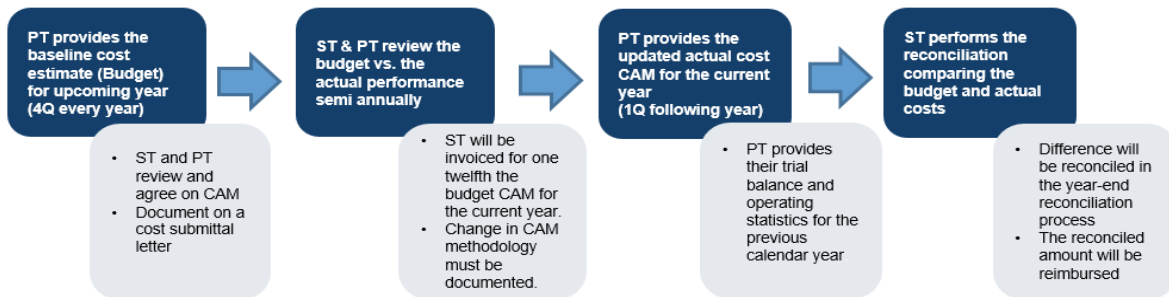 PT provides the
baseline cost
estimate (Budget)
for upcoming year
(4Q every year)
• ST and PT
review and
agree on CAM
• Document on a
cost submittal
letter
ST & PT review the
budget vs. the
actual performance
semi annually
• ST will be
invoiced for one
twelfth the
budget CAM for
the current year.
• Change in CAM
methodology
must be
documented.
PT provides the
updated actual cost
CAM for the current
year
(1Q following year)
• PT provides
their trial
balance and
operating
statistics for the
previous
calendar year
ST performs the
reconciliation
comparing the
budget and actual
costs
• Difference will
be reconciled in
the year-end
reconciliation
process
• The reconciled
amount will be
reimbursed